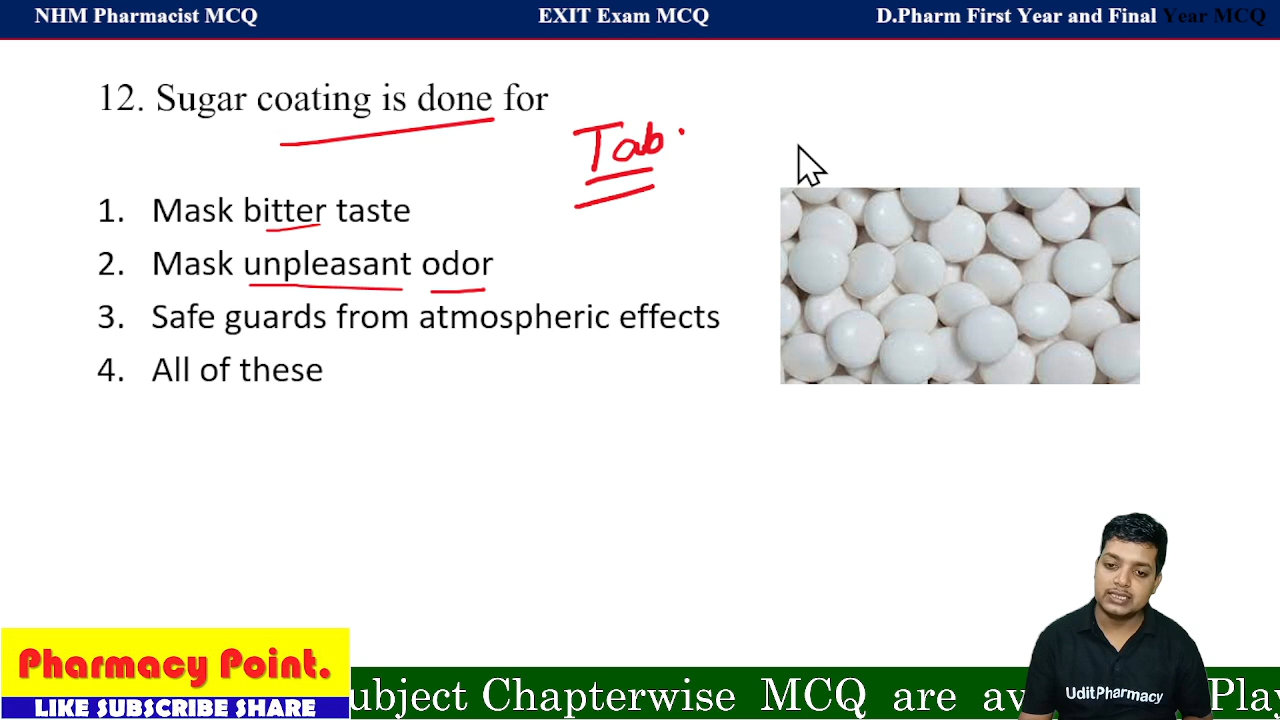 NHM Pharmacist MCQ EXIT Exam MCQ D.Pharm First Year and Final Year MCQ
12. Sugar coating is done for
Tab.
1. Mask bitter taste
2. Mask unpleasant odor
3. Safe guards from atmospheric effects
4. All of these
Pharmacy Point.
LIKE SUBSCRIBE SHARE
ubject Chapterwise MCQ are av Play
UditPharmacy